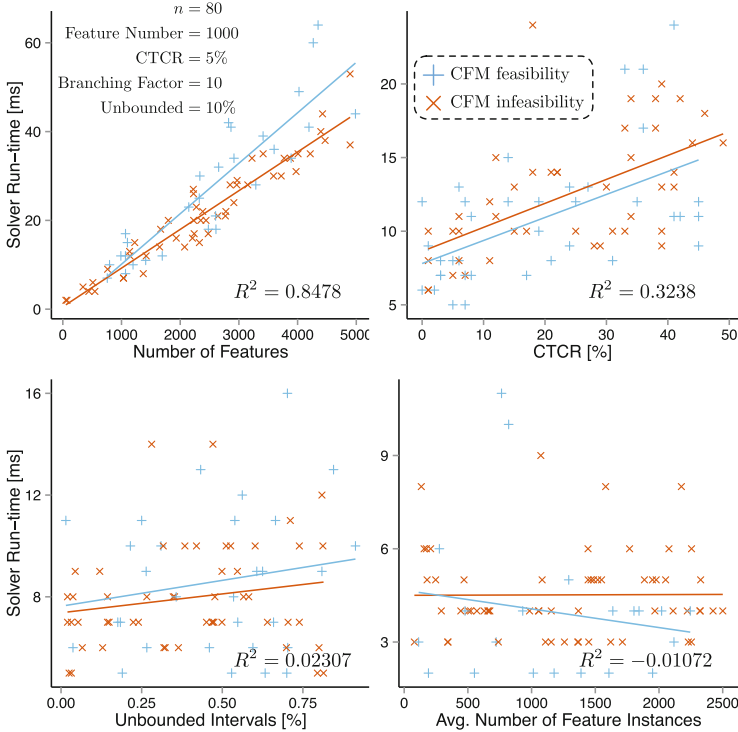 n = 80
Feature Number = 1000
CTCR = 5%
Branching Factor = 10
Unbounded = 10%
Solver Run−time [ms]
60
40
20
0
R² = 0.8478
0 1000 2000 3000 4000 5000
Number of Features
CFM feasibility
CFM infeasibility
20
15
10
5
R² = 0.3238
0 10 20 30 40 50
CTCR [%]
Solver Run−time [ms]
16
12
8
R² = 0.02307
0.00 0.25 0.50 0.75
Unbounded Intervals [%]
9
6
3
R² = −0.01072
0 500 1000 1500 2000 2500
Avg. Number of Feature Instances